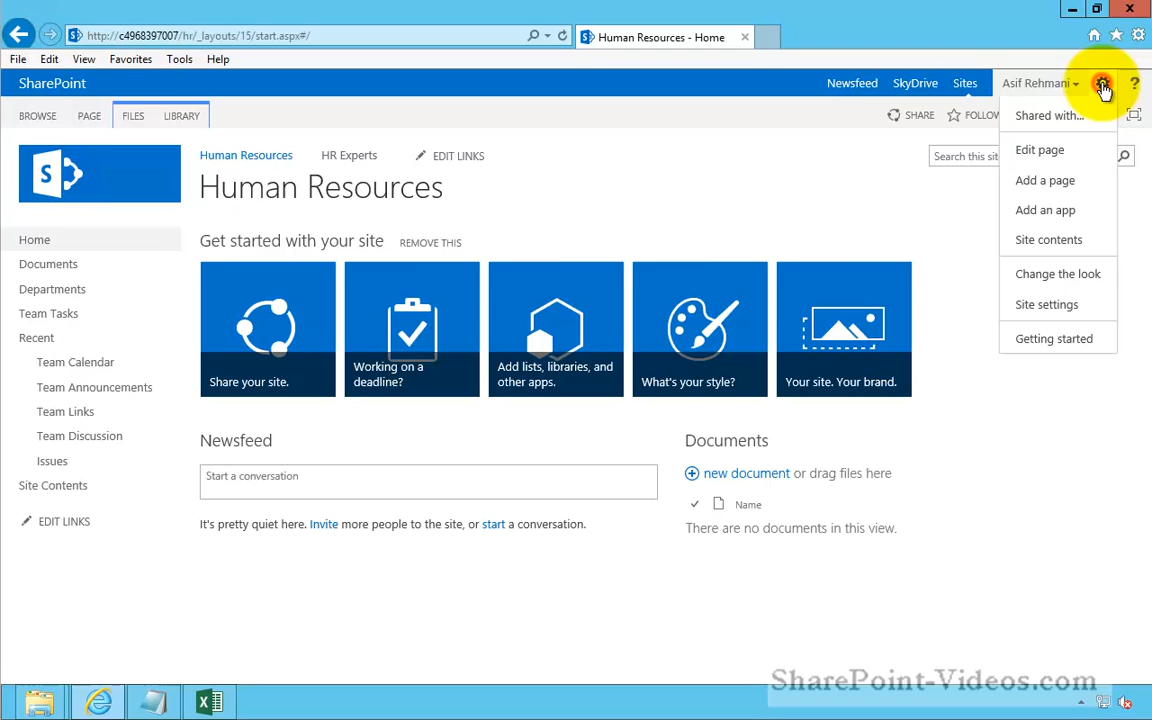 http://c4968397007/hr/_layouts/15/start.aspx#/
Human Resources - Home
File Edit View Favorites Tools Help
SharePoint
Newsfeed SkyDrive Sites
Asif Rehmani
?
BROWSE PAGE FILES LIBRARY
SHARE
FOLLOW
Shared with...
Edit page
Add a page
Add an app
Site contents
Change the look
Site settings
Getting started
S
Human Resources
HR Experts
EDIT LINKS
Search this site
Human Resources
Home
Documents
Departments
Team Tasks
Recent
Team Calendar
Team Announcements
Team Links
Team Discussion
Issues
Site Contents
EDIT LINKS
Get started with your site REMOVE THIS
Share your site.
Working on a
deadline?
Add lists, libraries, and
other apps.
What's your style?
Your site. Your brand.
Newsfeed
Start a conversation
It's pretty quiet here. Invite more people to the site, or start a conversation.
Documents
new document or drag files here
Name
There are no documents in this view.
SharePoint-Videos.com